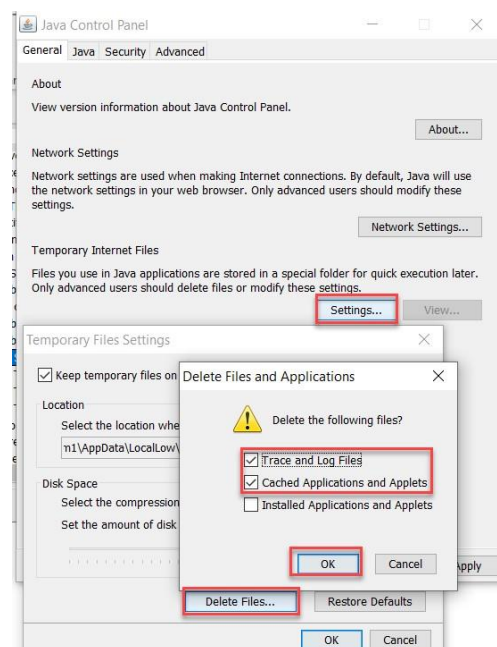 Java Control Panel
General Java Security Advanced
About
View version information about Java Control Panel.
About...
Network Settings
Network settings are used when making Internet connections. By default, Java will use
the network settings in your web browser. Only advanced users should modify these
settings.
Network Settings...
Temporary Internet Files
Files you use in Java applications are stored in a special folder for quick execution later.
Only advanced users should delete files or modify these settings.
Settings... View...
Temporary Files Settings
Keep temporary files on
Location
Select the location whe
\AppData\LocalLow\
Disk Space
Select the compression
Set the amount of disk
Delete Files and Applications
Delete the following files?
Trace and Log Files
Cached Applications and Applets
Installed Applications and Applets
OK Cancel
Apply
Delete Files... Restore Defaults
OK Cancel